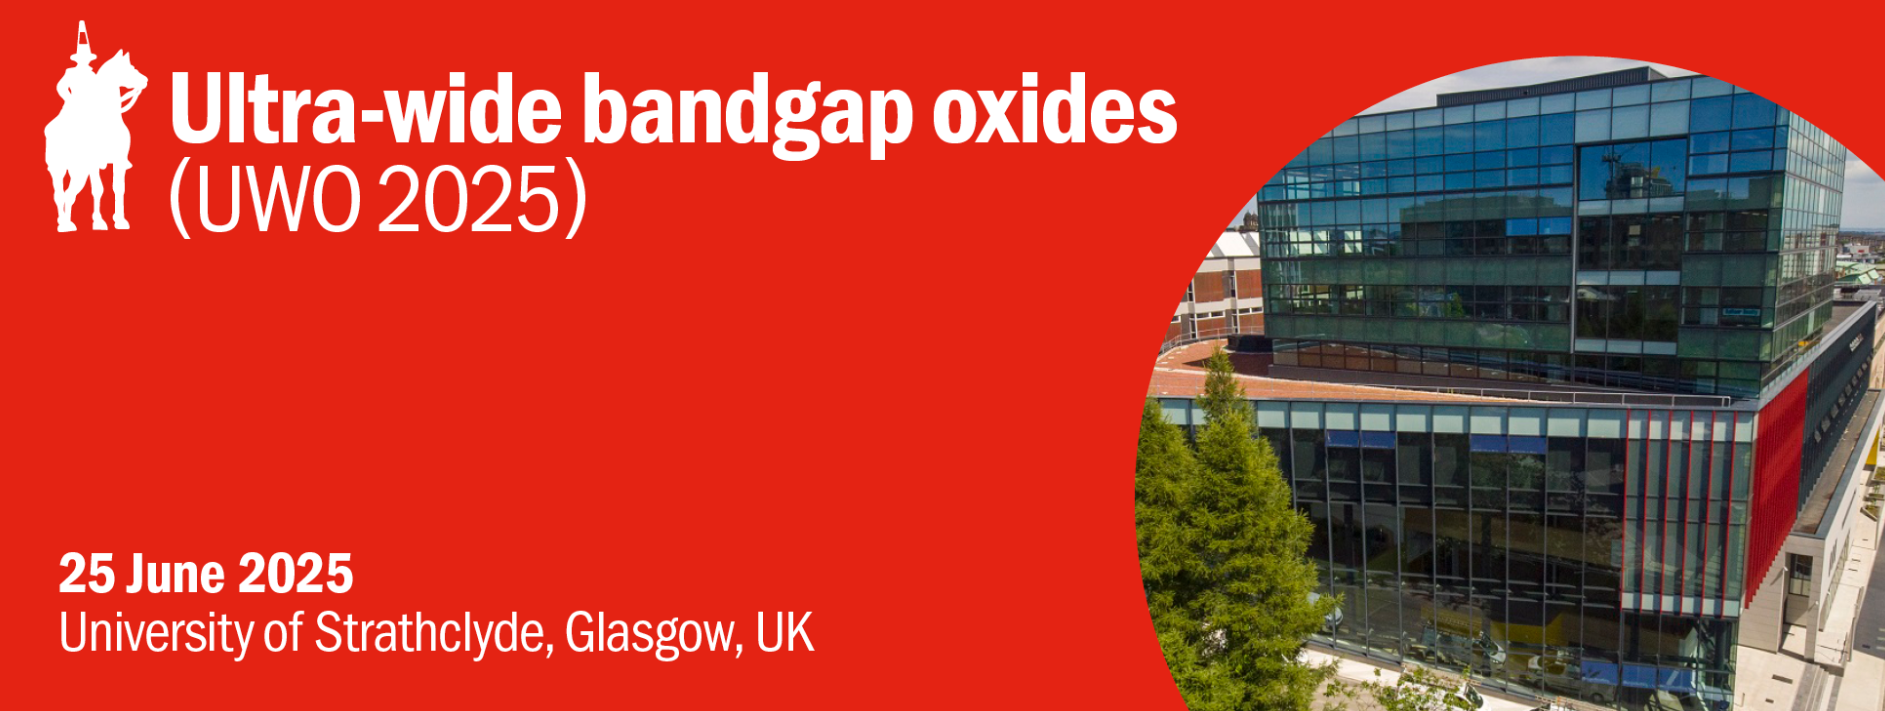 Ultra-wide bandgap oxides
(UWO 2025)
25 June 2025
University of Strathclyde, Glasgow, UK